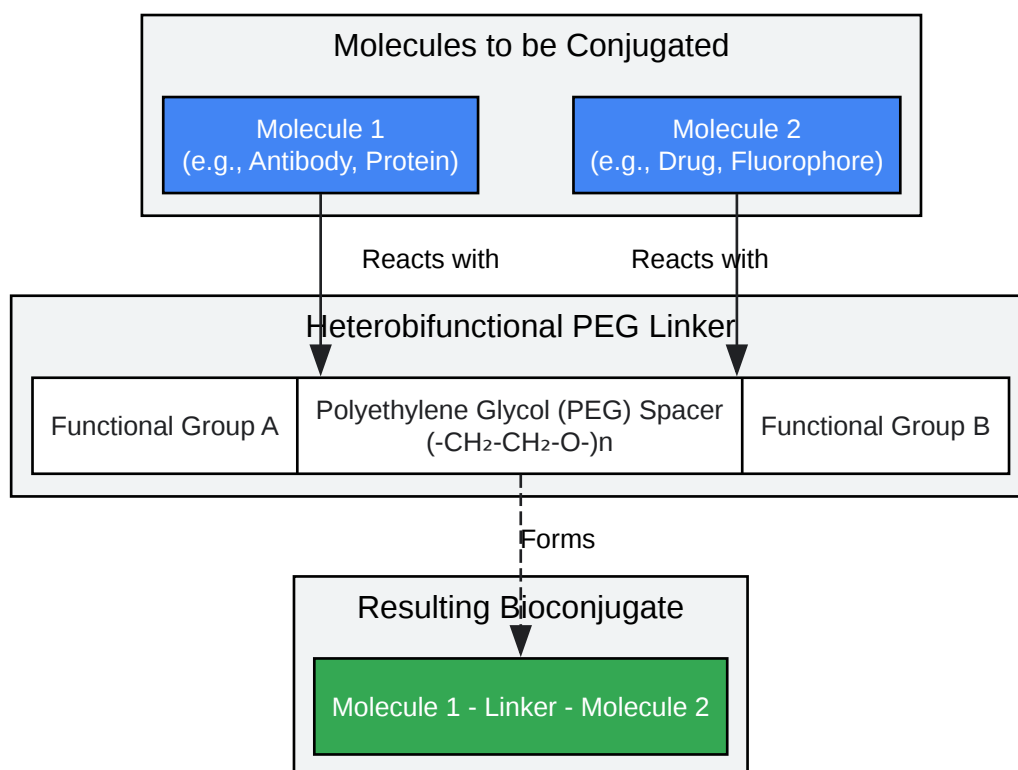 Molecules to be Conjugated
Molecule 1
(e.g., Antibody, Protein)
Molecule 2
(e.g., Drug, Fluorophore)
Reacts with
Reacts with
Heterobifunctional PEG Linker
Functional Group A
Polyethylene Glycol (PEG) Spacer
(-CH₂-CH₂-O-)n
Functional Group B
Forms
Resulting Bioconjugate
Molecule 1 - Linker - Molecule 2